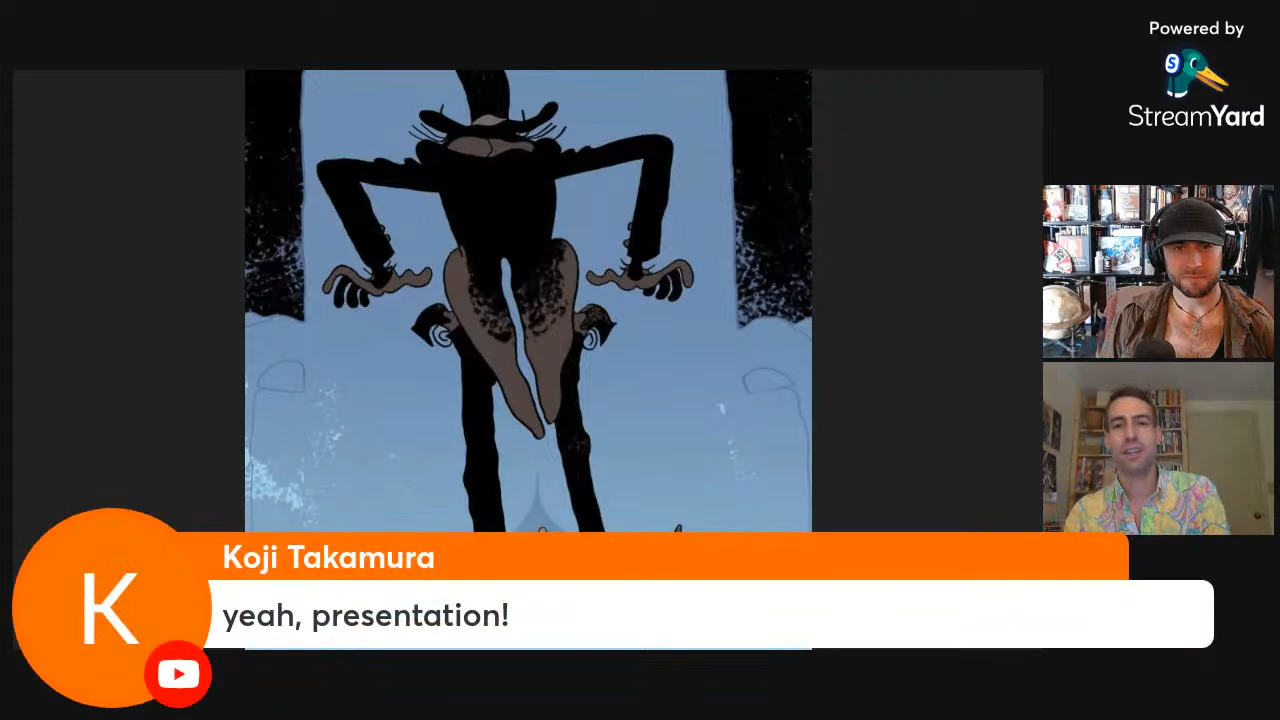 Powered by
StreamYard
Koji Takamura
yeah, presentation!
K
S